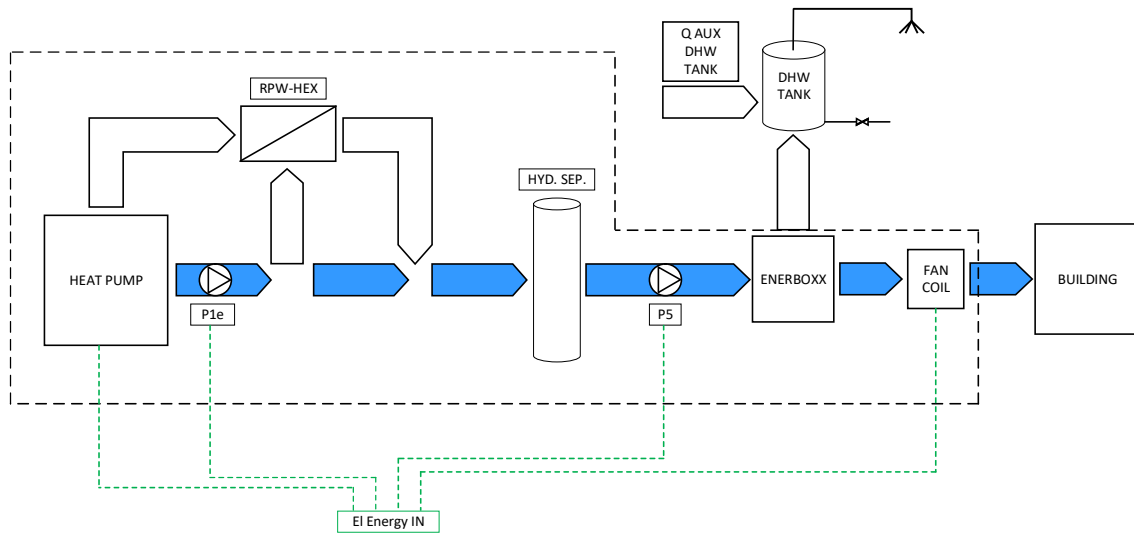 Q AUX
DHW
TANK
DHW
TANK
RPW-HEX
HYD. SEP.
HEAT PUMP
ENERBOXX
FAN
COIL
BUILDING
P1e
P5
El Energy IN